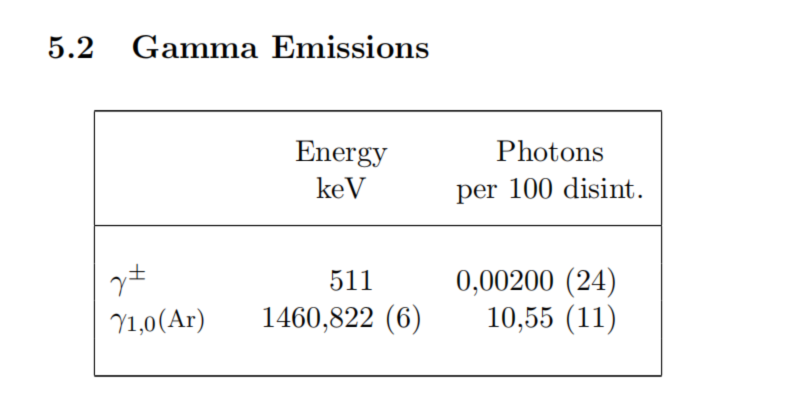 5.2 Gamma Emissions
Energy Photons
keV per 100 disint.
γ± 511 0,00200 (24)
γ1,0(Ar) 1460,822 (6) 10,55 (11)